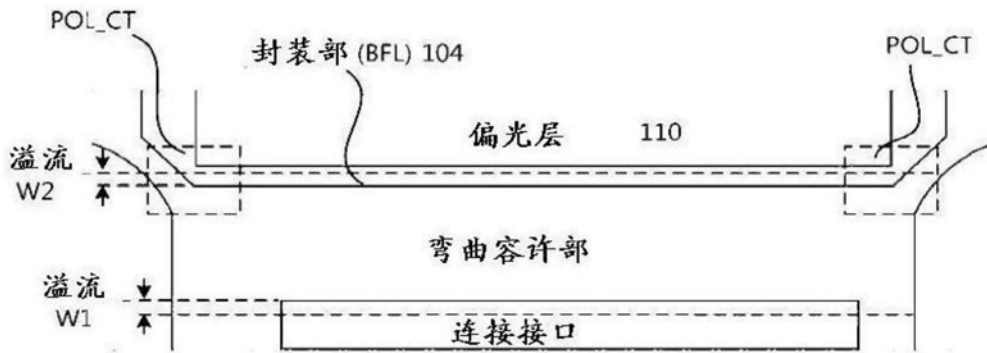 POL_CT
封装部 (BFL) 104
POL_CT
偏光层 110
溢流
W2
弯曲容许部
溢流
W1
连接接口